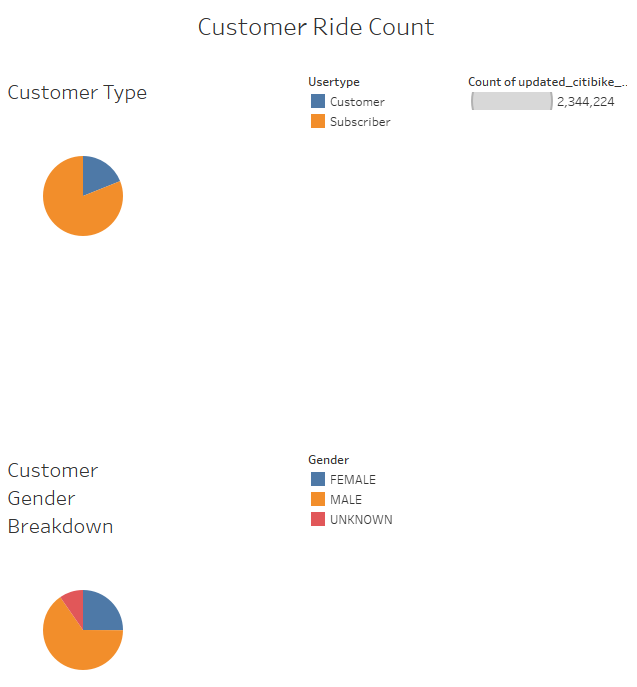 Customer Ride Count
Customer Type
Usertype
Customer
Subscriber
Count of updated_citibike_..
2,344,224
Customer
Gender
Breakdown
Gender
FEMALE
MALE
UNKNOWN